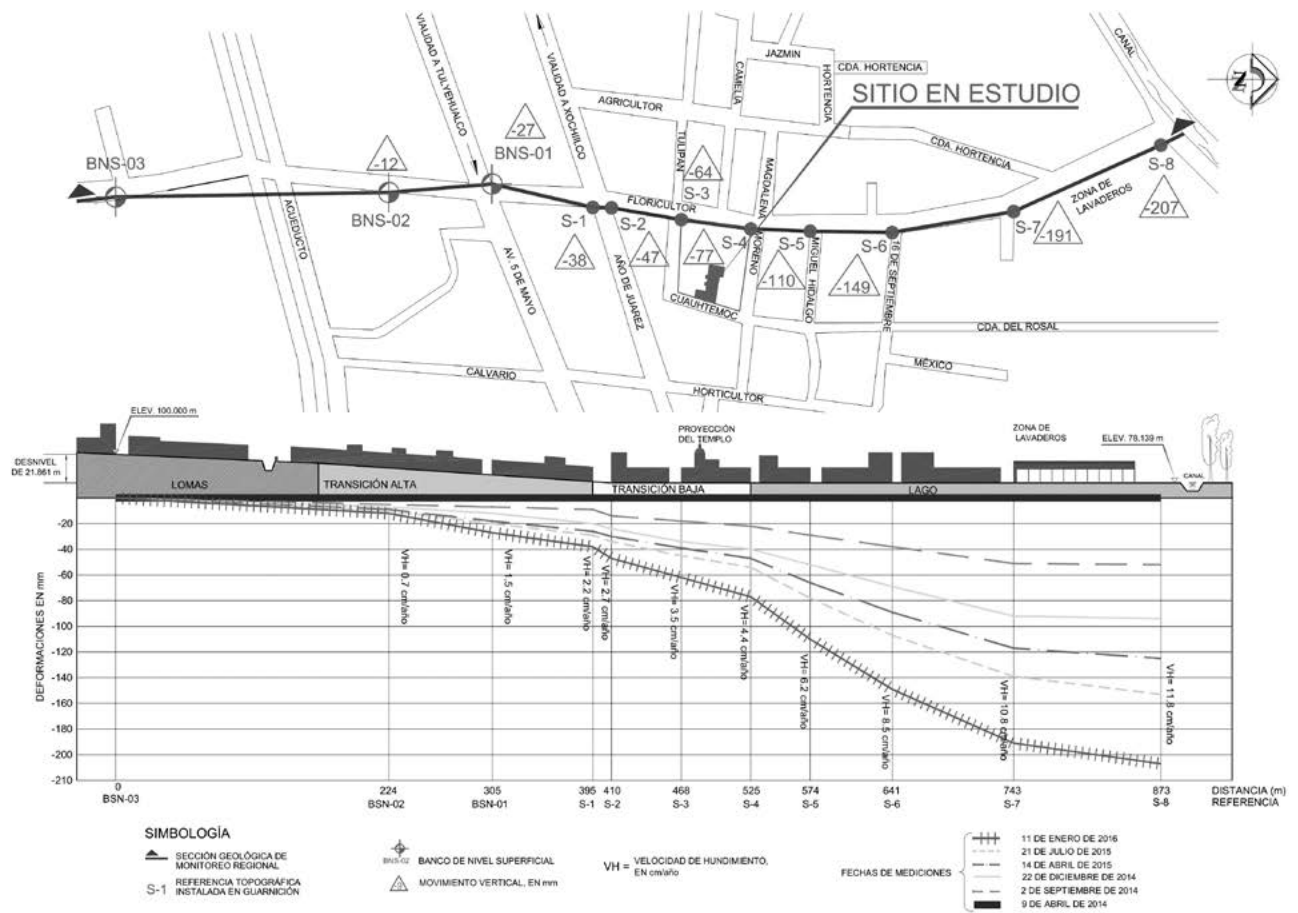 VIALIDAD A TULYEHUALCO
VIALIDAD A XOCHIILCO
JAZMIN
CAMELIA
HORTENCIA
CDA. HORTENCIA
CANAL
N
SITIO EN ESTUDIO
AGRICULTOR
TULIPAN
MAGDALENA
CDA. HORTENCIA
BNS-03
-12
-27
BNS-01
-64
S-3
S-8
BNS-02
ZONA DE
LAVADEROS
-207
FLORICULTOR
S-1
S-2
S-4
S-5
S-6
S-7
-191
ACUEDUCTO
AV. 5 DE MAYO
-38
-47
-77
-110
-149
AÑO DE JUAREZ
MORENO
MIGUEL HIDALGO
16 DE SEPTIEMBRE
CUAUHTEMOC
CDA. DEL ROSAL
CALVARIO
HORTICULTOR
MÉXICO
ELEV. 100.000 m
PROYECCIÓN
DEL TEMPLO
ZONA DE
LAVADEROS
ELEV. 78.139 m
DESNIVEL
DE 21.861 m
CANAL
LOMAS
TRANSICIÓN ALTA
TRANSICIÓN BAJA
LAGO
DEFORMACIONES EN mm
-20
-40
-60
-80
-100
-120
-140
-160
-180
-200
-210
VH= 0.7 cm/año
VH= 1.5 cm/año
VH= 2.2 cm/año
VH= 2.7 cm/año
VH= 3.5 cm/año
VH= 4.4 cm/año
VH= 6.2 cm/año
VH= 8.5 cm/año
VH= 10.8 cm/año
VH= 11.8 cm/año
0 224 305 395 410 468 525 574 641 743 873 DISTANCIA (m)
BSN-03 BSN-02 BSN-01 S-1 S-2 S-3 S-4 S-5 S-6 S-7 S-8 REFERENCIA
SIMBOLOGÍA
SECCIÓN GEOLÓGICA DE
MONITOREO REGIONAL
S-1 REFERENCIA TOPOGRÁFICA
INSTALADA EN GUARNICIÓN
BNS-02 BANCO DE NIVEL SUPERFICIAL
MOVIMIENTO VERTICAL, EN mm
VH = VELOCIDAD DE HUNDIMIENTO,
EN cm/año
FECHAS DE MEDICIONES
11 DE ENERO DE 2016
21 DE JULIO DE 2015
14 DE ABRIL DE 2015
22 DE DICIEMBRE DE 2014
2 DE SEPTIEMBRE DE 2014
9 DE ABRIL DE 2014